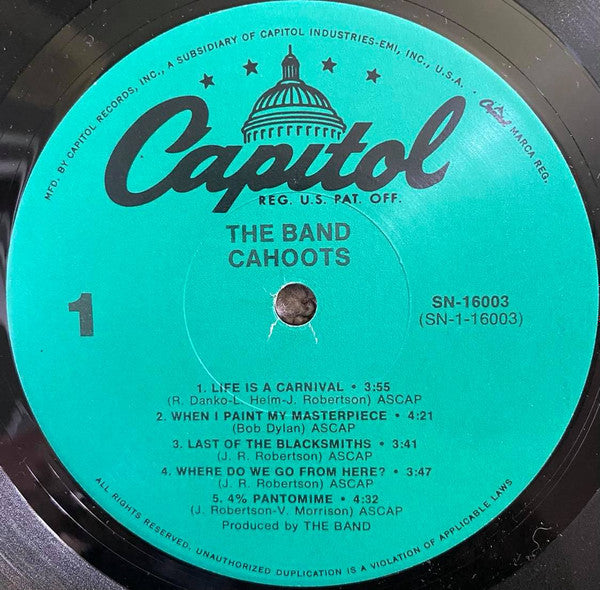 MFD. BY CAPITOL RECORDS, INC., A SUBSIDIARY OF CAPITOL INDUSTRIES-EMI, INC., U.S.A. • Capitol MARCA REG.
Capitol
REG. U.S. PAT. OFF.
THE BAND
CAHOOTS
1
SN-16003
(SN-1-16003)
1. LIFE IS A CARNIVAL • 3:55
(R. Danko-L. Helm-J. Robertson) ASCAP
2. WHEN I PAINT MY MASTERPIECE • 4:21
(Bob Dylan) ASCAP
3. LAST OF THE BLACKSMITHS • 3:41
(J. R. Robertson) ASCAP
4. WHERE DO WE GO FROM HERE? • 3:47
(J. R. Robertson) ASCAP
5. 4% PANTOMIME • 4:32
(J. Robertson-V. Morrison) ASCAP
Produced by THE BAND
ALL RIGHTS RESERVED. UNAUTHORIZED DUPLICATION IS A VIOLATION OF APPLICABLE LAWS